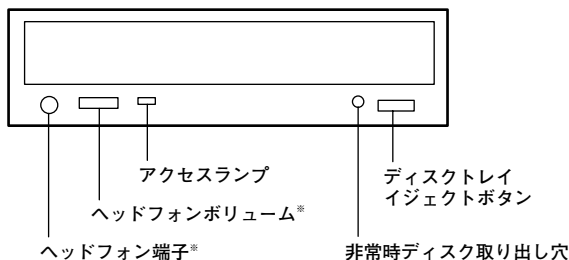 アクセスランプ
ディスクトレイ
イジェクトボタン
ヘッドフォンボリューム※
ヘッドフォン端子※
非常時ディスク取り出し穴